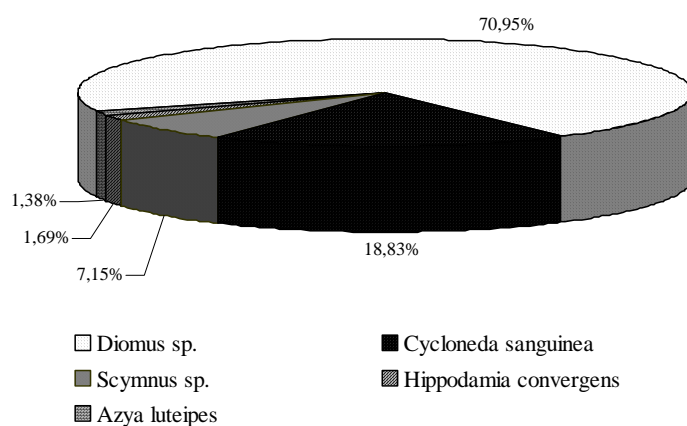 70,95%
1,38%
1,69%
7,15%
18,83%
Diomus sp.
Cycloneda sanguinea
Scymnus sp.
Hippodamia convergens
Azya luteipes